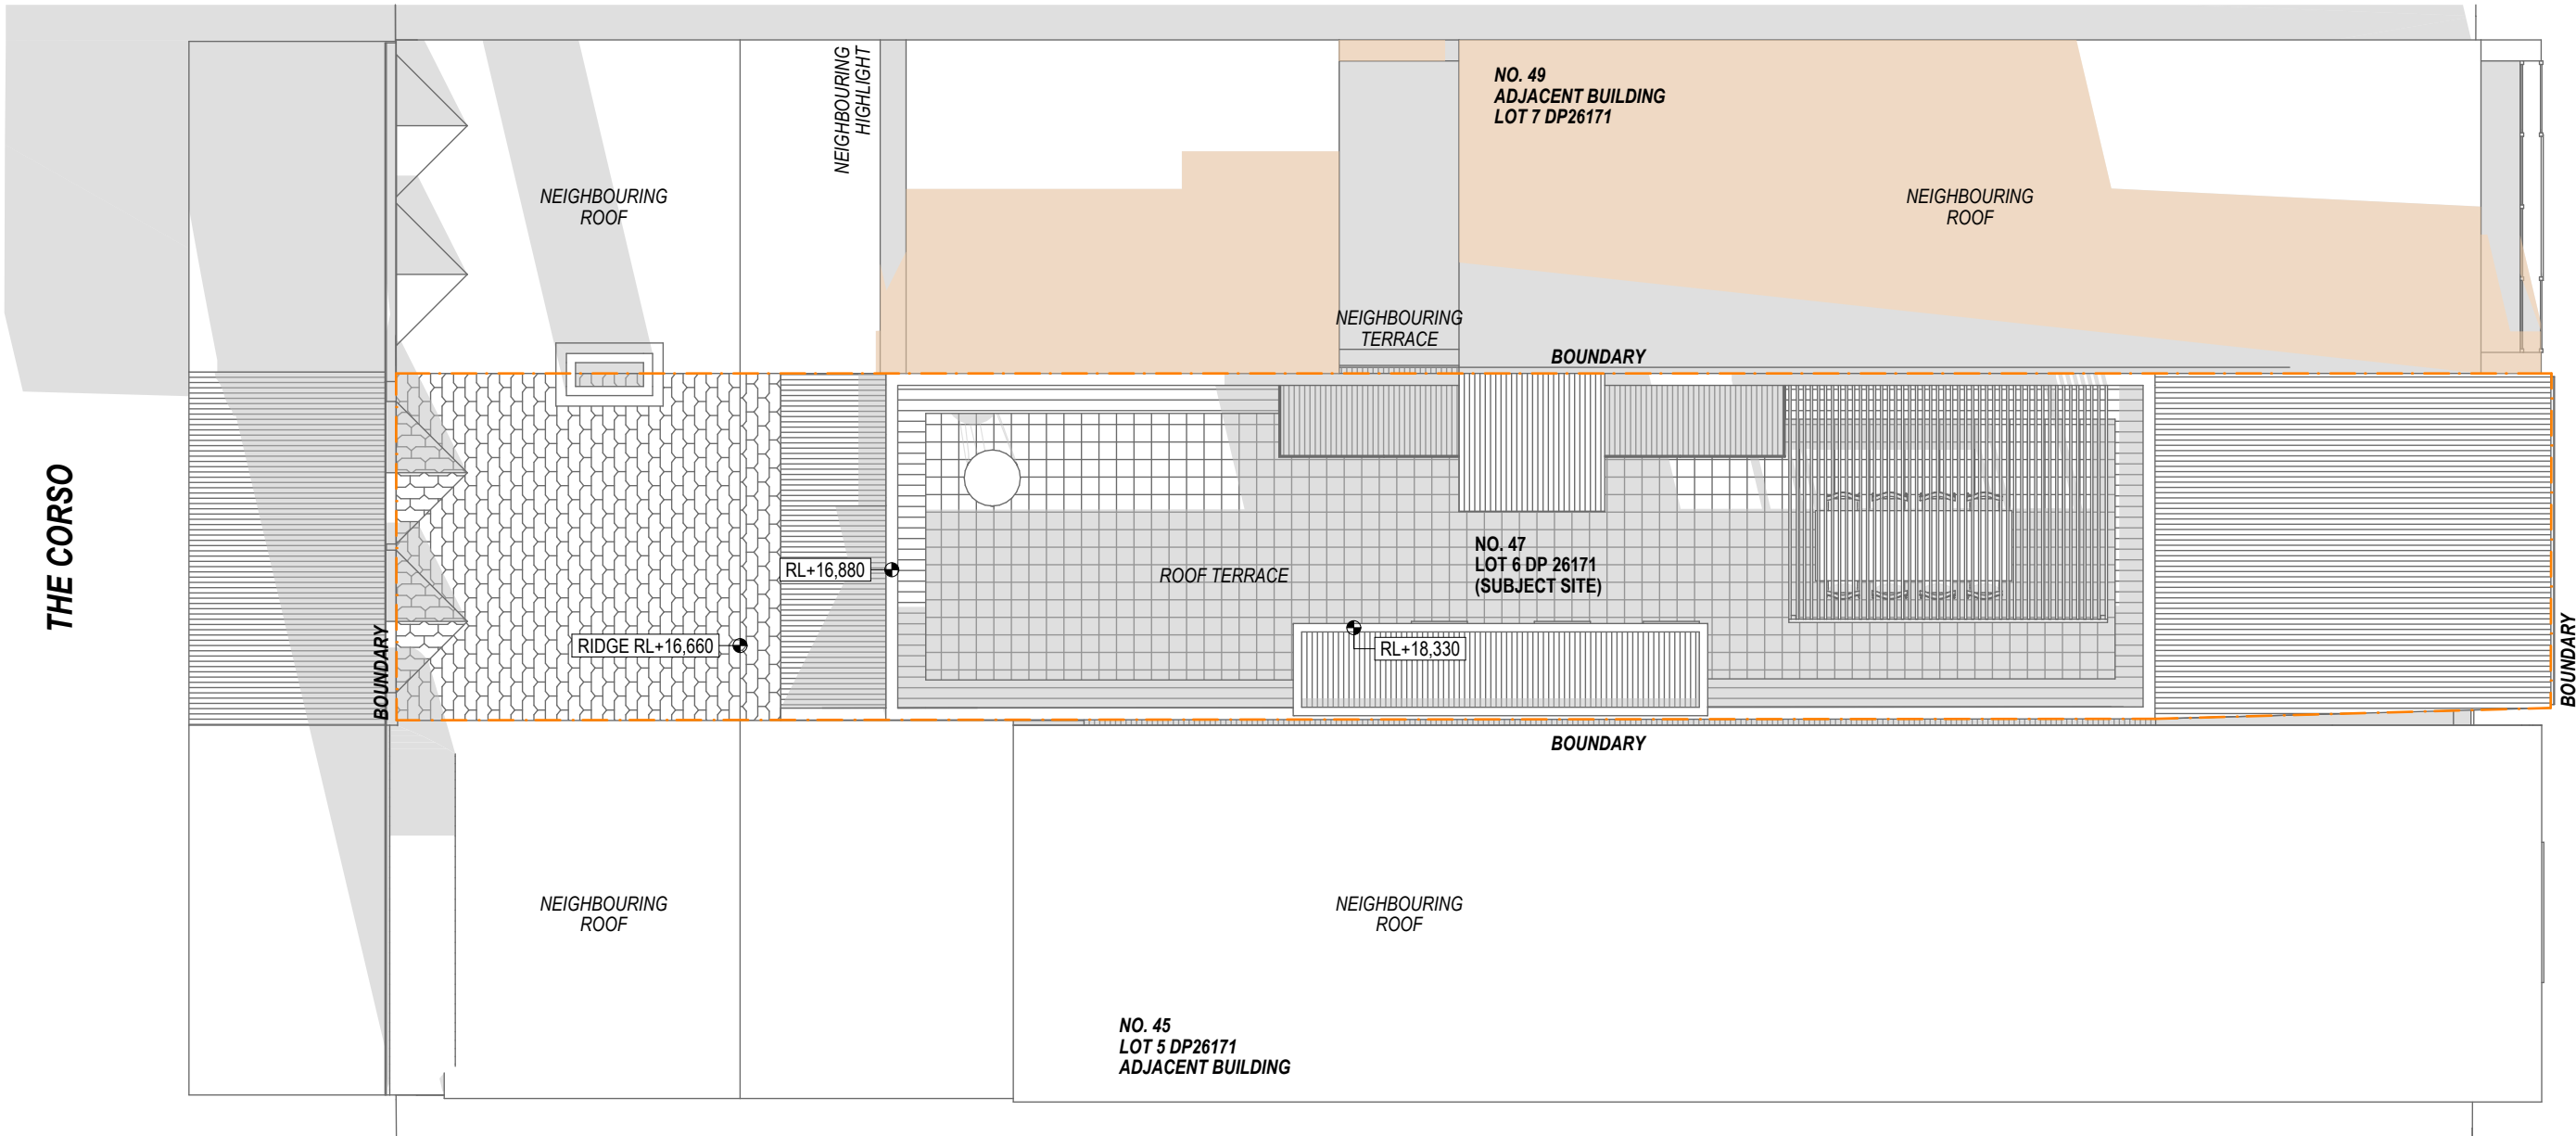 NEIGHBOURING
HIGHLIGHT
NO. 49
ADJACENT BUILDING
LOT 7 DP26171
NEIGHBOURING
ROOF
NEIGHBOURING
ROOF
NEIGHBOURING
TERRACE
BOUNDARY
THE CORSO
RL+16,880
ROOF TERRACE
NO. 47
LOT 6 DP 26171
(SUBJECT SITE)
RIDGE RL+16,660
RL+18,330
BOUNDARY
BOUNDARY
BOUNDARY
NEIGHBOURING
ROOF
NEIGHBOURING
ROOF
NO. 45
LOT 5 DP26171
ADJACENT BUILDING